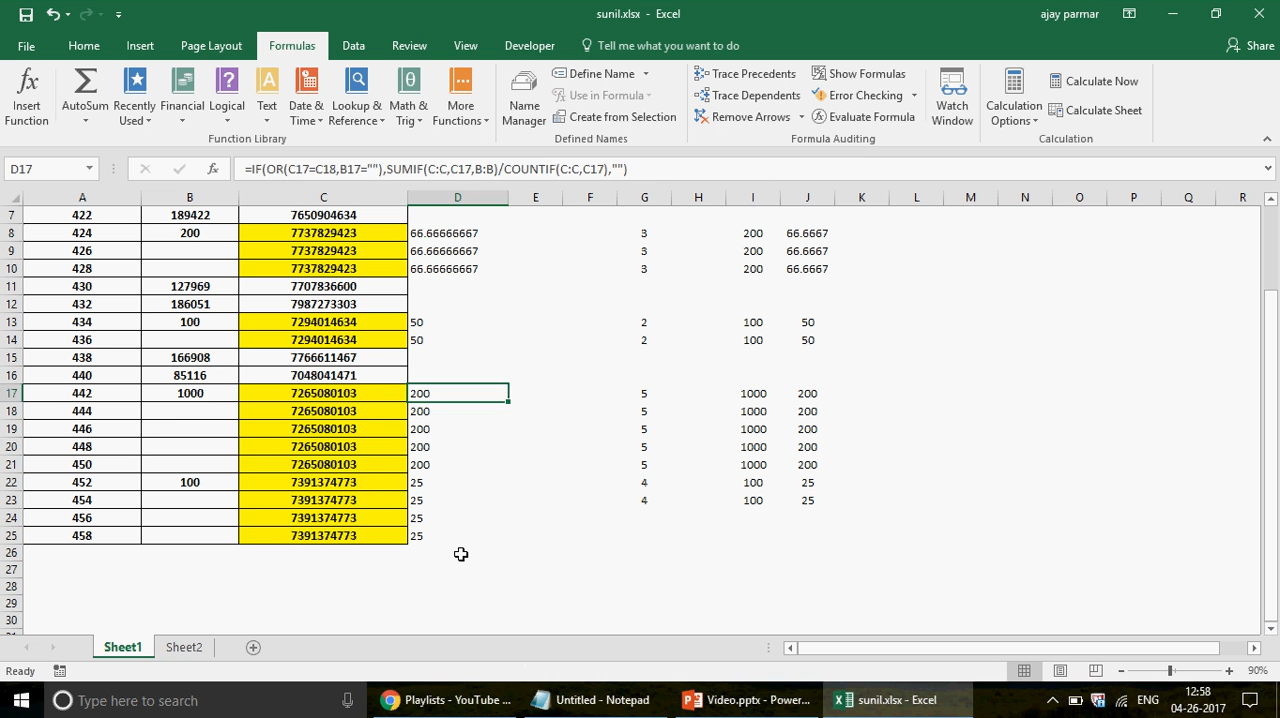 sunil.xlsx - Excel
ajay parmar
File Home Insert Page Layout Formulas Data Review View Developer Tell me what you want to do Share
Insert Function
AutoSum
Recently Used
Financial
Logical
Text
Date & Time
Lookup & Reference
Math & Trig
More Functions
Function Library
Name Manager
Define Name
Use in Formula
Create from Selection
Defined Names
Trace Precedents
Trace Dependents
Remove Arrows
Show Formulas
Error Checking
Evaluate Formula
Formula Auditing
Watch Window
Calculation Options
Calculate Now
Calculate Sheet
Calculation
D17 fx =IF(OR(C17=C18,B17=""),SUMIF(C:C,C17,B:B)/COUNTIF(C:C,C17),"")
A B C D E F G H I J K L M N O P Q R
7 422 189422 7650904634
8 424 200 7737829423 66.66666667 3 200 66.6667
9 426 7737829423 66.66666667 3 200 66.6667
10 428 7737829423 66.66666667 3 200 66.6667
11 430 127969 7707836600
12 432 186051 7987273303
13 434 100 7294014634 50 2 100 50
14 436 7294014634 50 2 100 50
15 438 166908 7766611467
16 440 85116 7048041471
17 442 1000 7265080103 200 5 1000 200
18 444 7265080103 200 5 1000 200
19 446 7265080103 200 5 1000 200
20 448 7265080103 200 5 1000 200
21 450 7265080103 200 5 1000 200
22 452 100 7391374773 25 4 100 25
23 454 7391374773 25 4 100 25
24 456 7391374773 25
25 458 7391374773 25
26
27
28
29
30
Sheet1 Sheet2
Ready 90%
Type here to search
Playlists - YouTube ...
Untitled - Notepad
Video.pptx - Power...
sunil.xlsx - Excel
ENG
12:58
04-26-2017